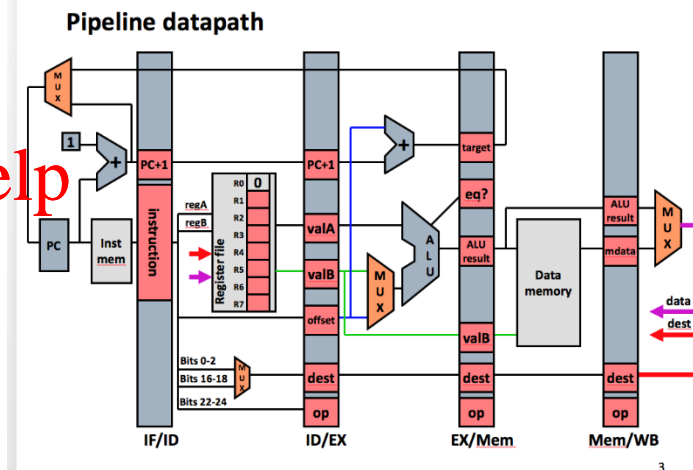 Pipeline datapath
M
U
X
1
+
elp
PC
Inst
mem
PC+1
instruction
IF/ID
regA
regB
Register file
R0 0
R1
R2
R3
R4
R5
R6
R7
Bits 0-2
Bits 16-18
Bits 22-24
M
U
X
PC+1
valA
valB
offset
dest
op
ID/EX
+
M
U
X
A
L
U
target
eq?
ALU
result
valB
dest
op
EX/Mem
Data
memory
ALU
result
mdata
dest
op
Mem/WB
M
U
X
data
dest
3